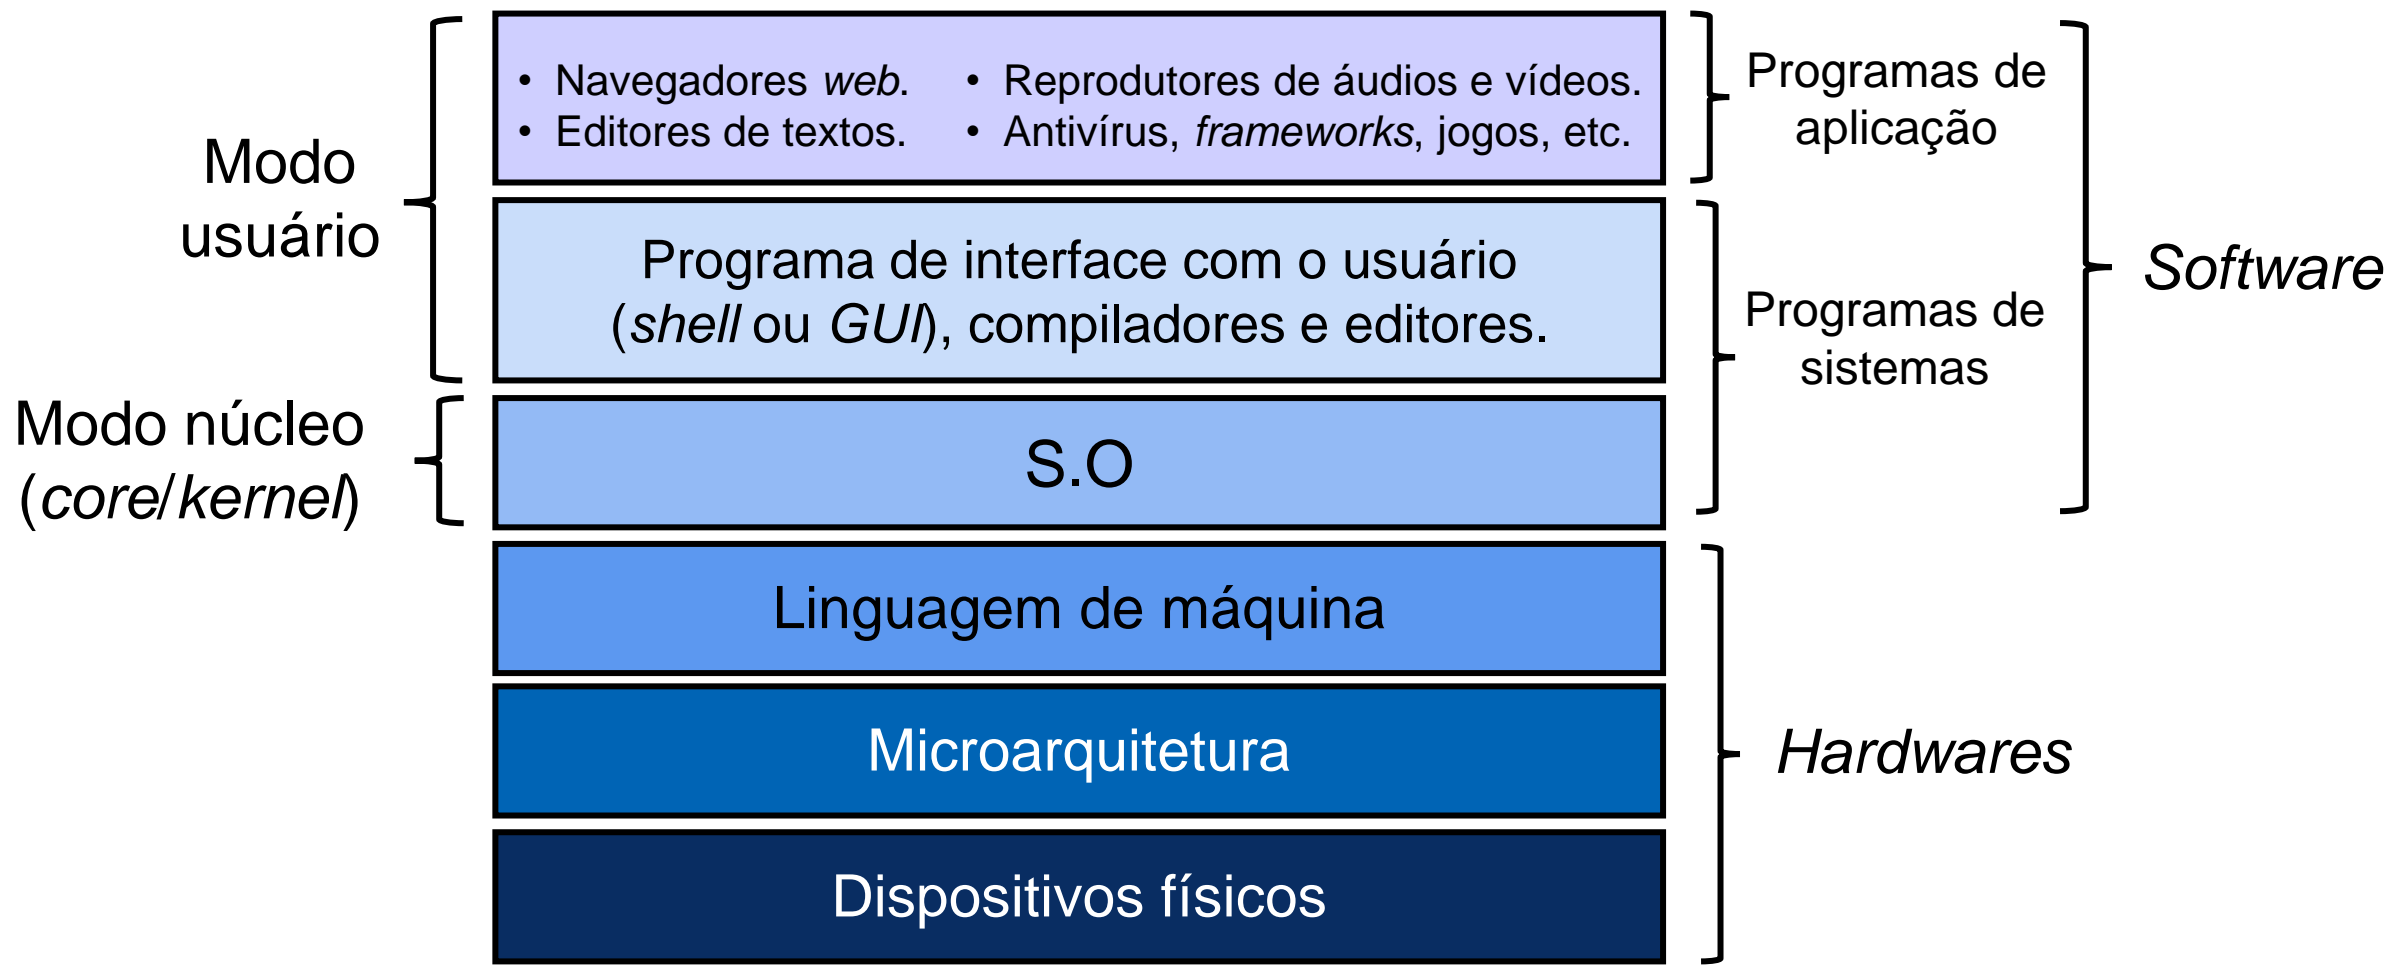 Modo
usuário
• Navegadores web.
• Editores de textos.
• Reprodutores de áudios e vídeos.
• Antivírus, frameworks, jogos, etc.
Programas de
aplicação
Programa de interface com o usuário
(shell ou GUI), compiladores e editores.
Programas de
sistemas
Software
Modo núcleo
(core/kernel)
S.O
Linguagem de máquina
Microarquitetura
Dispositivos físicos
Hardwares